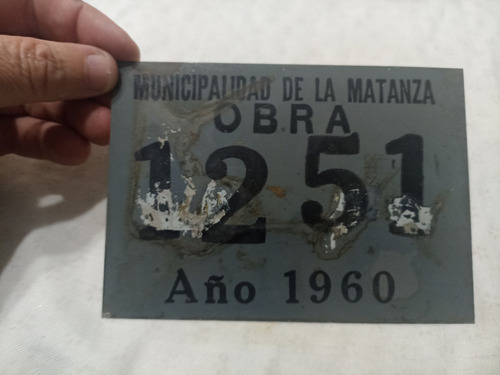 MUNICIPALIDAD DE LA MATANZA
OBRA
1251
Año 1960